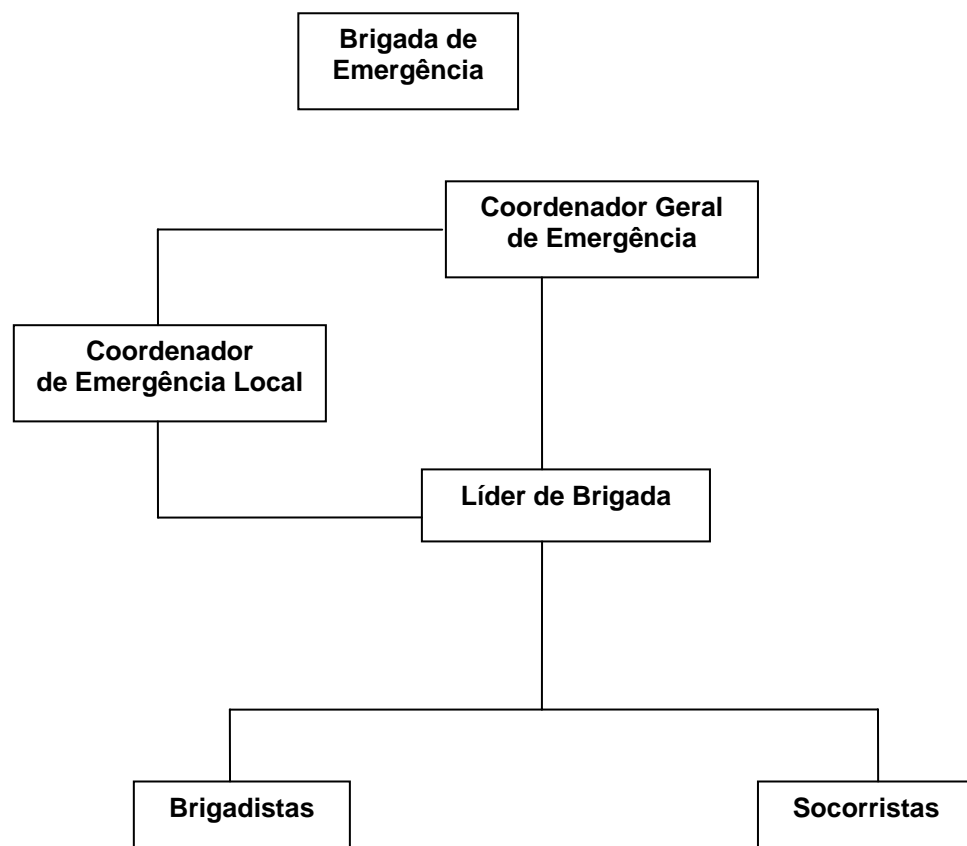 Brigada de
Emergência
Coordenador Geral
de Emergência
Coordenador
de Emergência Local
Líder de Brigada
Brigadistas
Socorristas